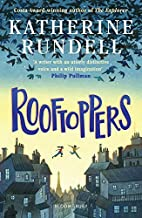 Costa Award-winning author of The Explorer
KATHERINE
RUNDELL
'A writer with an utterly distinctive
voice and a wild imagination'
Philip Pullman
ROOFTOPPERS
BLOOMSBURY